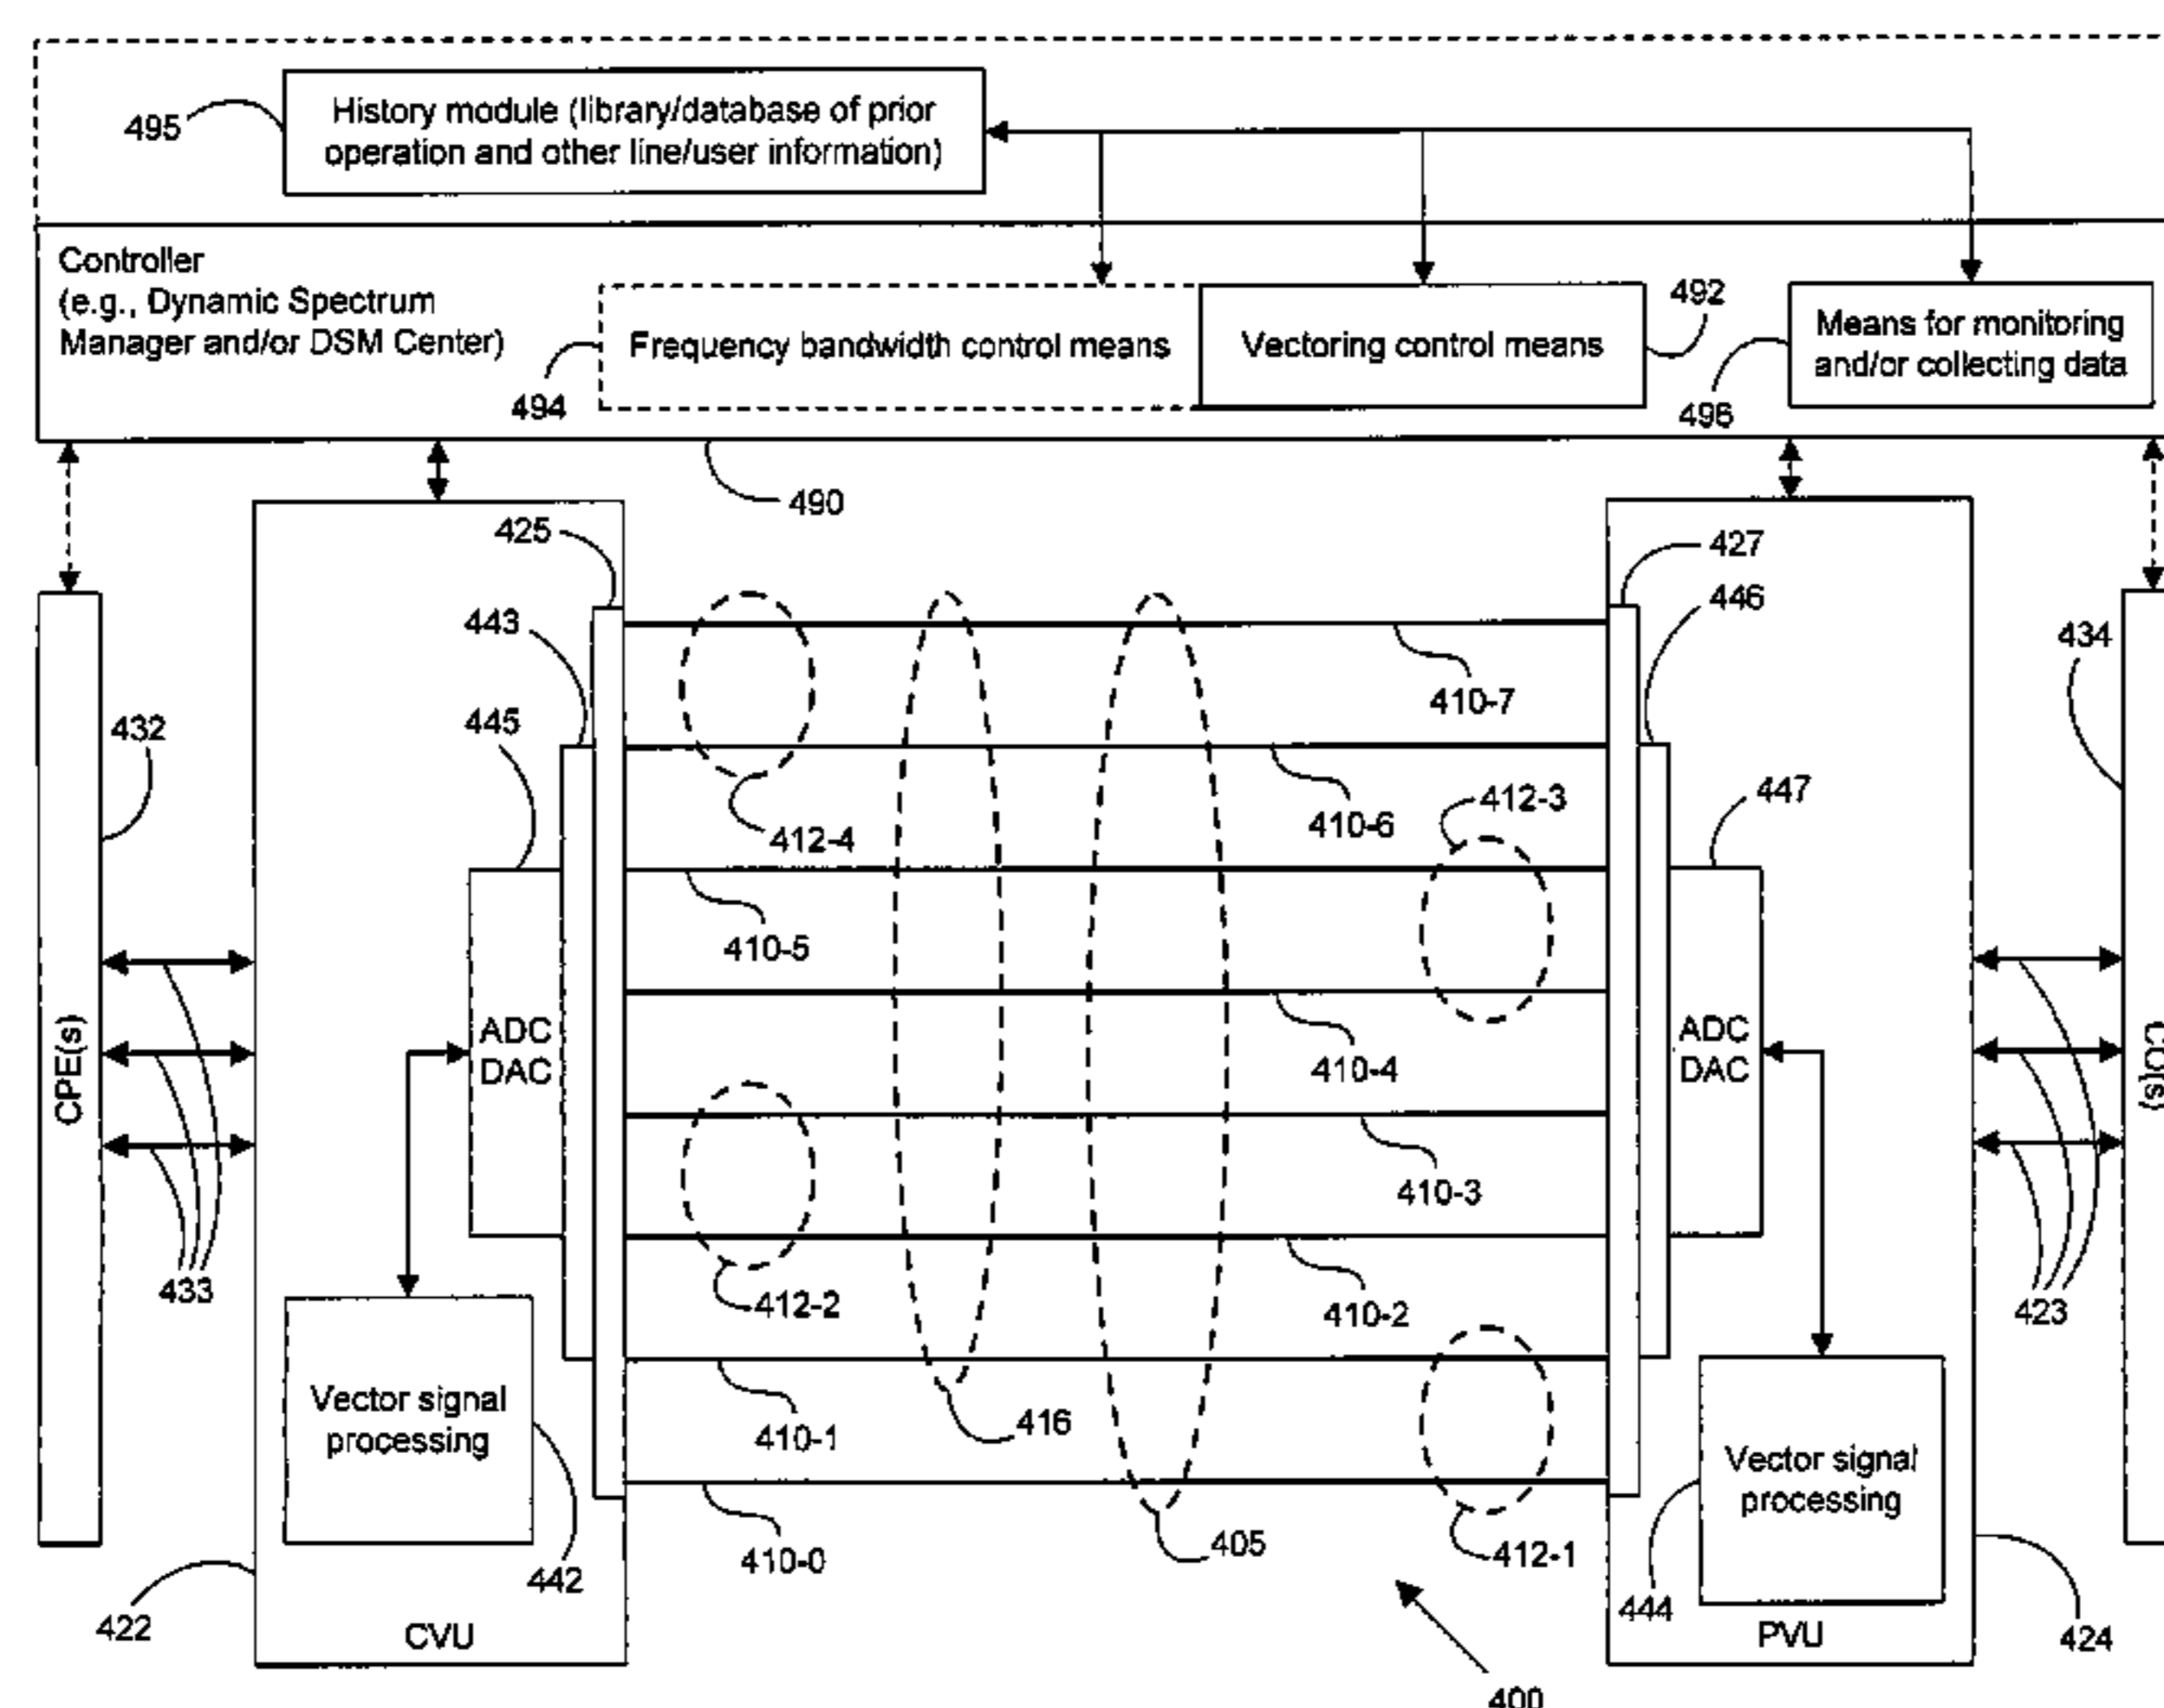 History module (library/database of prior
operation and other line/user information)
495
Controller
(e.g., Dynamic Spectrum
Manager and/or DSM Center)
Frequency bandwidth control means
494
Vectoring control means
492
Means for monitoring
and/or collecting data
496
490
425
427
443
446
434
410-7
445
432
447
412-3
410-6
412-4
410-5
CPE(s)
ADC
DAC
ADC
DAC
CO(s)
410-4
410-3
433
412-2
410-2
423
Vector signal
processing
410-1
416
Vector signal
processing
405
410-0
412-1
442
444
422
CVU
PVU
424
400